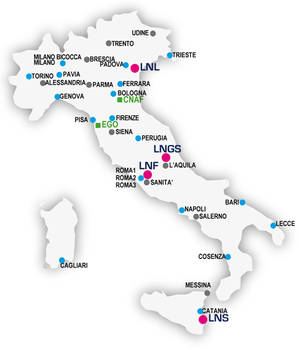 UDINE
TRENTO
TRIESTE
MILANO BICOCCA
MILANO
BRESCIA
PADOVA
LNL
TORINO
PAVIA
ALESSANDRIA
PARMA
FERRARA
BOLOGNA
CNAF
GENOVA
PISA
FIRENZE
EGO
SIENA
PERUGIA
LNGS
LNF
L'AQUILA
ROMA1
ROMA2
ROMA3
SANITA'
NAPOLI
SALERNO
BARI
LECCE
COSENZA
CAGLIARI
MESSINA
CATANIA
LNS